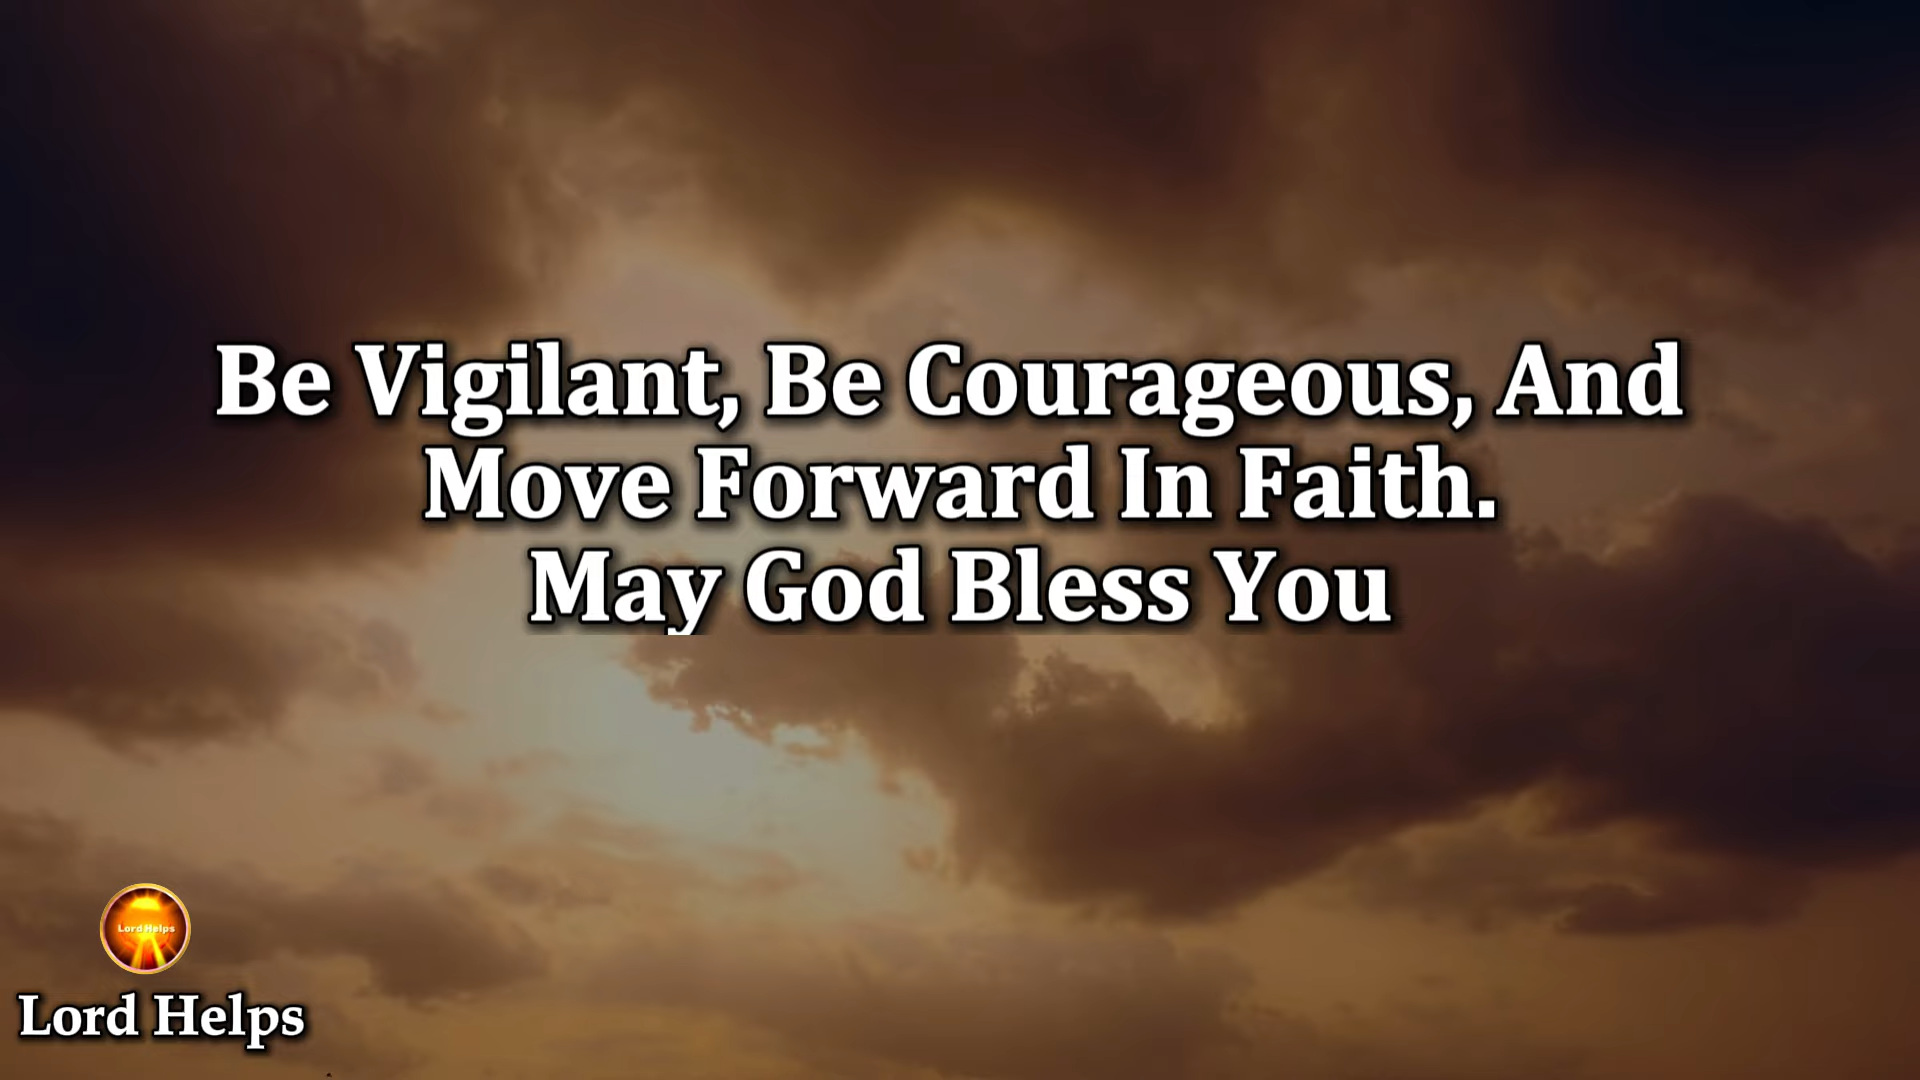 Be Vigilant, Be Courageous, And
Move Forward In Faith.
May God Bless You
Lord Helps
Lord Helps